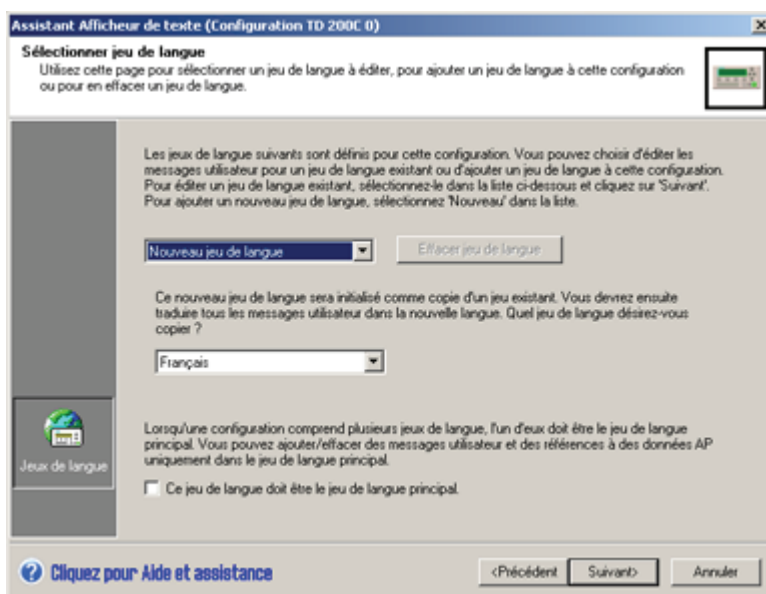 Assistant Afficheur de texte (Configuration TD 200C 0)
Sélectionner jeu de langue
Utilisez cette page pour sélectionner un jeu de langue à éditer, pour ajouter un jeu de langue à cette configuration
ou pour en effacer un jeu de langue.
Les jeux de langue suivants sont définis pour cette configuration. Vous pouvez choisir d'éditer les
messages utilisateur pour un jeu de langue existant ou d'ajouter un jeu de langue à cette configuration.
Pour éditer un jeu de langue existant, sélectionnez-le dans la liste ci-dessous et cliquez sur 'Suivant'.
Pour ajouter un nouveau jeu de langue, sélectionnez 'Nouveau' dans la liste.
Nouveau jeu de langue
Effacer jeu de langue
Ce nouveau jeu de langue sera initialisé comme copie d'un jeu existant. Vous devrez ensuite
traduire tous les messages utilisateur dans la nouvelle langue. Quel jeu de langue désirez-vous
copier ?
Français
Lorsqu'une configuration comprend plusieurs jeux de langue, l'un d'eux doit être le jeu de langue
principal. Vous pouvez ajouter/effacer des messages utilisateur et des références à des données AP
uniquement dans le jeu de langue principal.
Jeux de langue
Ce jeu de langue doit être le jeu de langue principal.
Cliquez pour Aide et assistance
<Précédent
Suivant>
Annuler